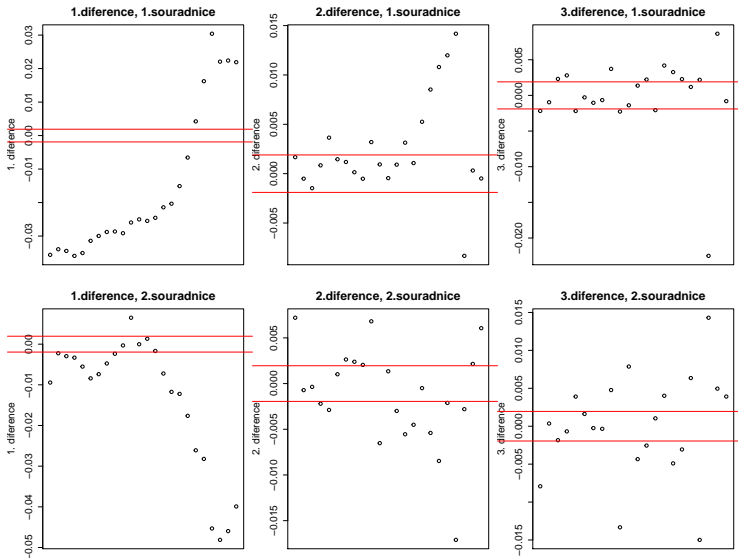 1.diference, 1.souradnice
1. diference
0.03
0.02
0.01
0.00
−0.01
−0.03
2.diference, 1.souradnice
2. diference
0.015
0.010
0.005
0.000
−0.005
3.diference, 1.souradnice
3. diference
0.005
0.000
−0.010
−0.020
1.diference, 2.souradnice
1. diference
0.00
−0.01
−0.02
−0.03
−0.04
−0.05
2.diference, 2.souradnice
2. diference
0.005
0.000
−0.005
−0.010
−0.015
3.diference, 2.souradnice
3. diference
0.015
0.010
0.005
0.000
−0.005
−0.015